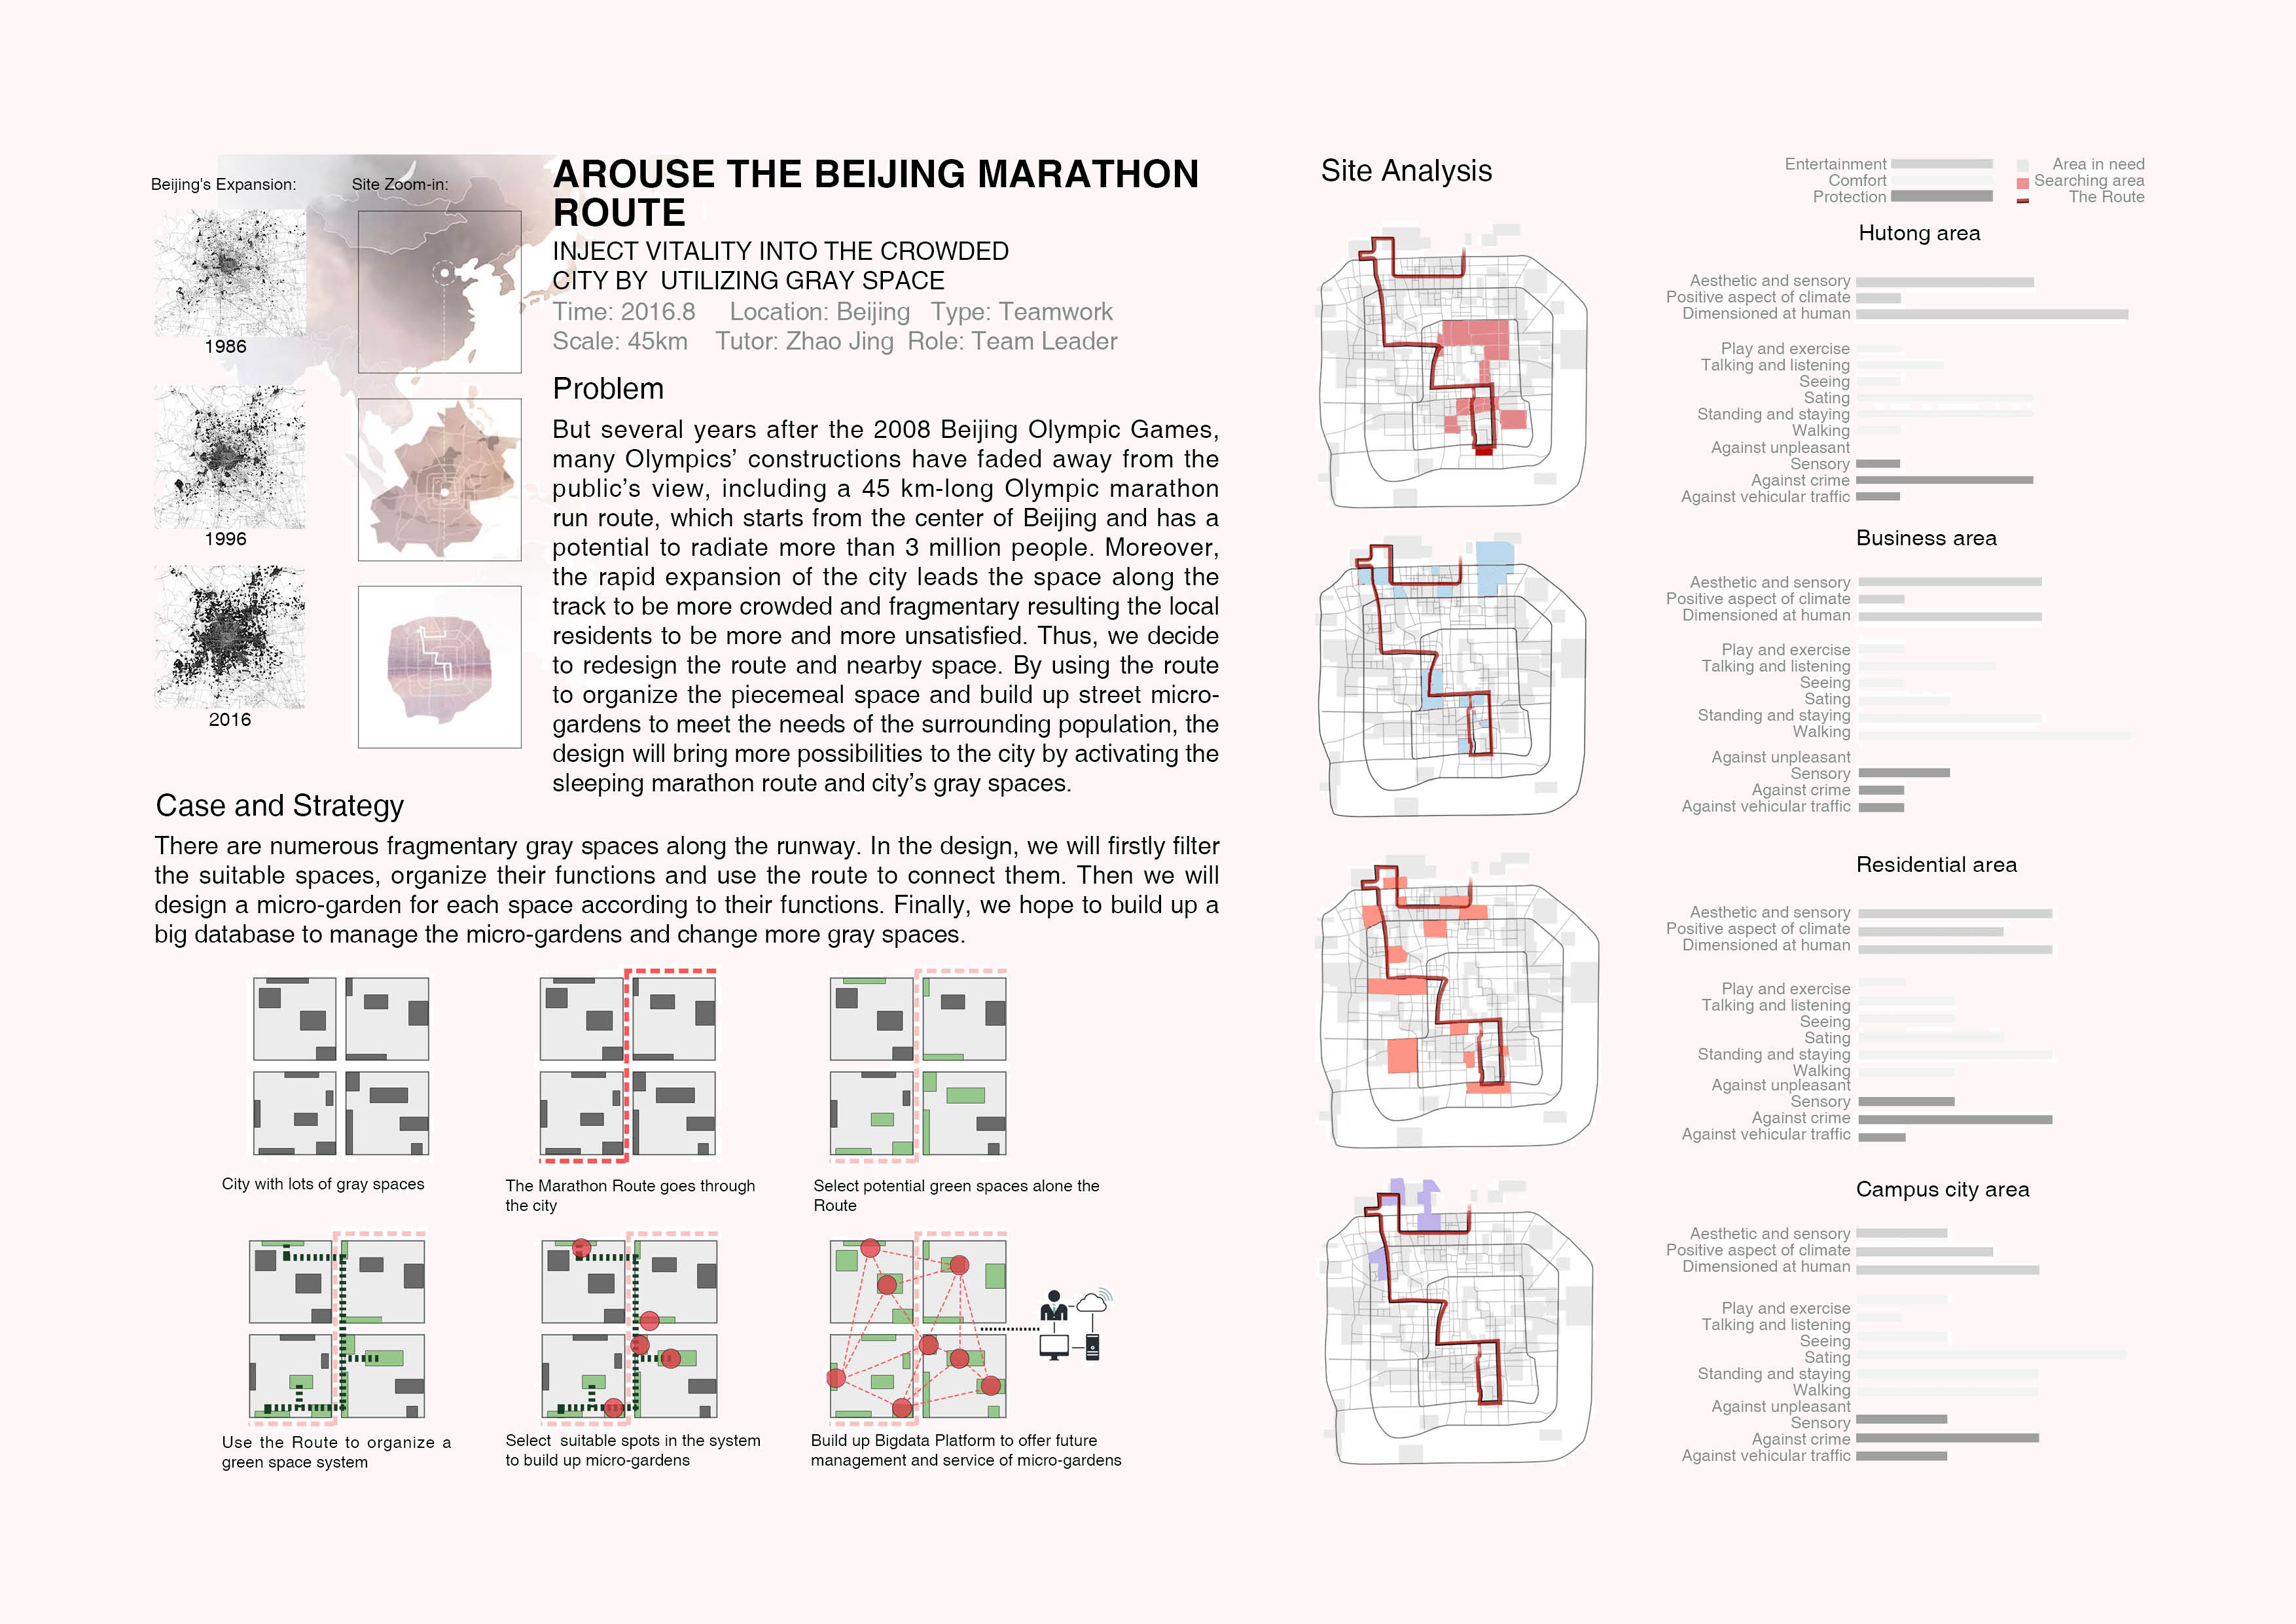 Beijing's Expansion:
Site Zoom-in:
1986
1996
2016
AROUSE THE BEIJING MARATHON
ROUTE
INJECT VITALITY INTO THE CROWDED
CITY BY UTILIZING GRAY SPACE
Time: 2016.8 Location: Beijing Type: Teamwork
Scale: 45km Tutor: Zhao Jing Role: Team Leader
Problem
But several years after the 2008 Beijing Olympic Games,
many Olympics’ constructions have faded away from the
public’s view, including a 45 km-long Olympic marathon
run route, which starts from the center of Beijing and has a
potential to radiate more than 3 million people. Moreover,
the rapid expansion of the city leads the space along the
track to be more crowded and fragmentary resulting the local
residents to be more and more unsatisfied. Thus, we decide
to redesign the route and nearby space. By using the route
to organize the piecemeal space and build up street micro-
gardens to meet the needs of the surrounding population, the
design will bring more possibilities to the city by activating the
sleeping marathon route and city’s gray spaces.
Case and Strategy
There are numerous fragmentary gray spaces along the runway. In the design, we will firstly filter
the suitable spaces, organize their functions and use the route to connect them. Then we will
design a micro-garden for each space according to their functions. Finally, we hope to build up a
big database to manage the micro-gardens and change more gray spaces.
City with lots of gray spaces
The Marathon Route goes through
the city
Select potential green spaces alone the
Route
Use the Route to organize a
green space system
Select suitable spots in the system
to build up micro-gardens
Build up Bigdata Platform to offer future
management and service of micro-gardens
Site Analysis
Entertainment
Comfort
Protection
Area in need
Searching area
The Route
Hutong area
Aesthetic and sensory
Positive aspect of climate
Dimensioned at human
Play and exercise
Talking and listening
Seeing
Sating
Standing and staying
Walking
Against unpleasant
Sensory
Against crime
Against vehicular traffic
Business area
Aesthetic and sensory
Positive aspect of climate
Dimensioned at human
Play and exercise
Talking and listening
Seeing
Sating
Standing and staying
Walking
Against unpleasant
Sensory
Against crime
Against vehicular traffic
Residential area
Aesthetic and sensory
Positive aspect of climate
Dimensioned at human
Play and exercise
Talking and listening
Seeing
Sating
Standing and staying
Walking
Against unpleasant
Sensory
Against crime
Against vehicular traffic
Campus city area
Aesthetic and sensory
Positive aspect of climate
Dimensioned at human
Play and exercise
Talking and listening
Seeing
Sating
Standing and staying
Walking
Against unpleasant
Sensory
Against crime
Against vehicular traffic